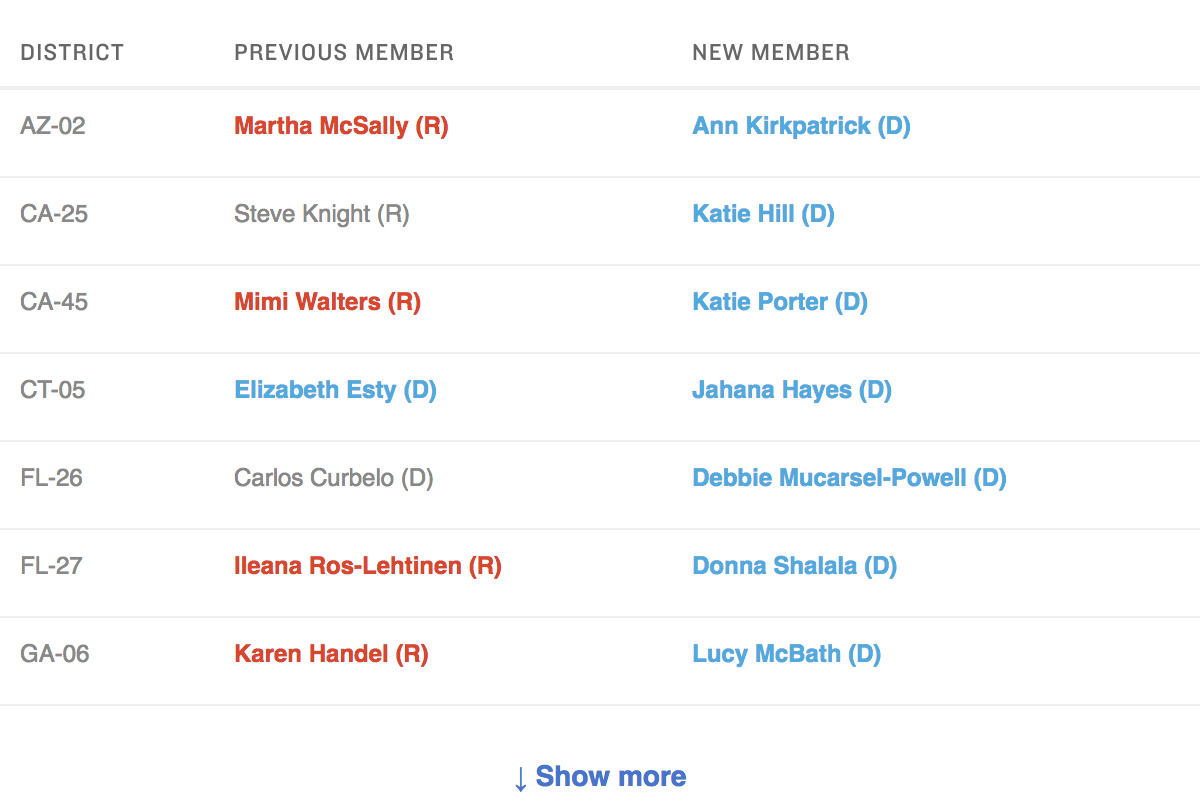 DISTRICT PREVIOUS MEMBER NEW MEMBER
AZ-02 Martha McSally (R) Ann Kirkpatrick (D)
CA-25 Steve Knight (R) Katie Hill (D)
CA-45 Mimi Walters (R) Katie Porter (D)
CT-05 Elizabeth Esty (D) Jahana Hayes (D)
FL-26 Carlos Curbelo (D) Debbie Mucarsel-Powell (D)
FL-27 Ileana Ros-Lehtinen (R) Donna Shalala (D)
GA-06 Karen Handel (R) Lucy McBath (D)
↓ Show more